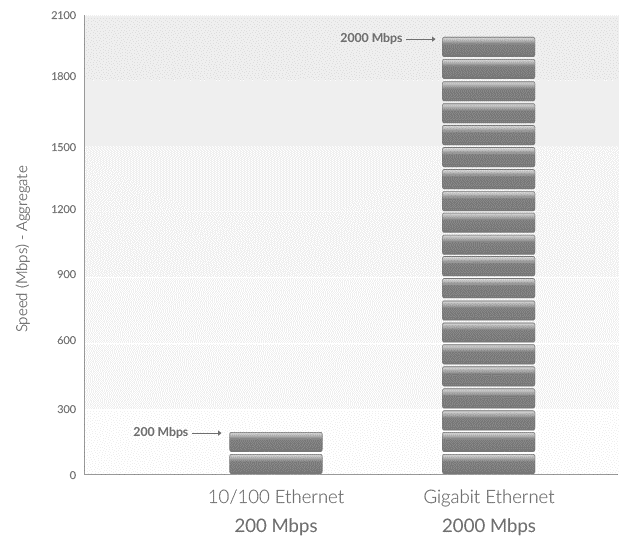 2100
2000 Mbps
1800
1500
1200
Speed (Mbps) - Aggregate
900
600
300
200 Mbps
0
10/100 Ethernet
Gigabit Ethernet
200 Mbps
2000 Mbps